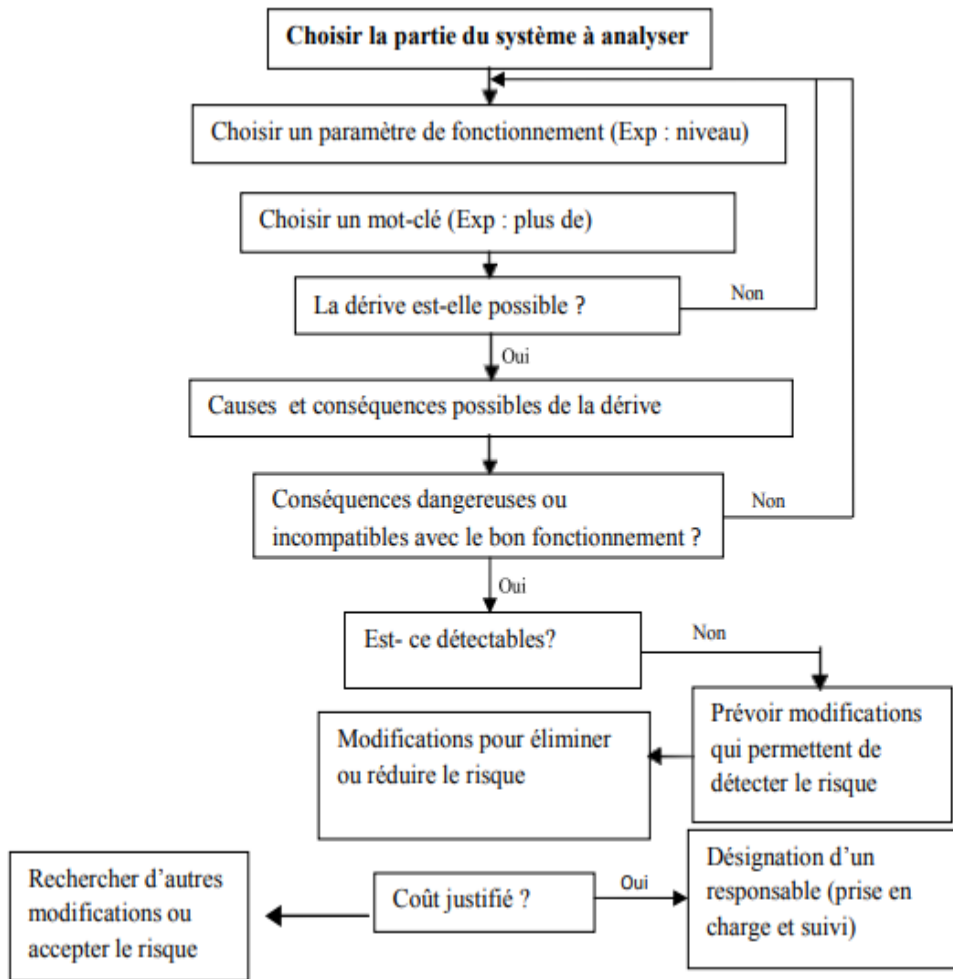 Choisir la partie du système à analyser
Choisir un paramètre de fonctionnement (Exp : niveau)
Choisir un mot-clé (Exp : plus de)
La dérive est-elle possible ?
Non
Oui
Causes et conséquences possibles de la dérive
Conséquences dangereuses ou
incompatibles avec le bon fonctionnement ?
Non
Oui
Est- ce détectables?
Non
Prévoir modifications
qui permettent de
détecter le risque
Modifications pour éliminer
ou réduire le risque
Désignation d’un
responsable (prise en
charge et suivi)
Oui
Coût justifié ?
Rechercher d’autres
modifications ou
accepter le risque